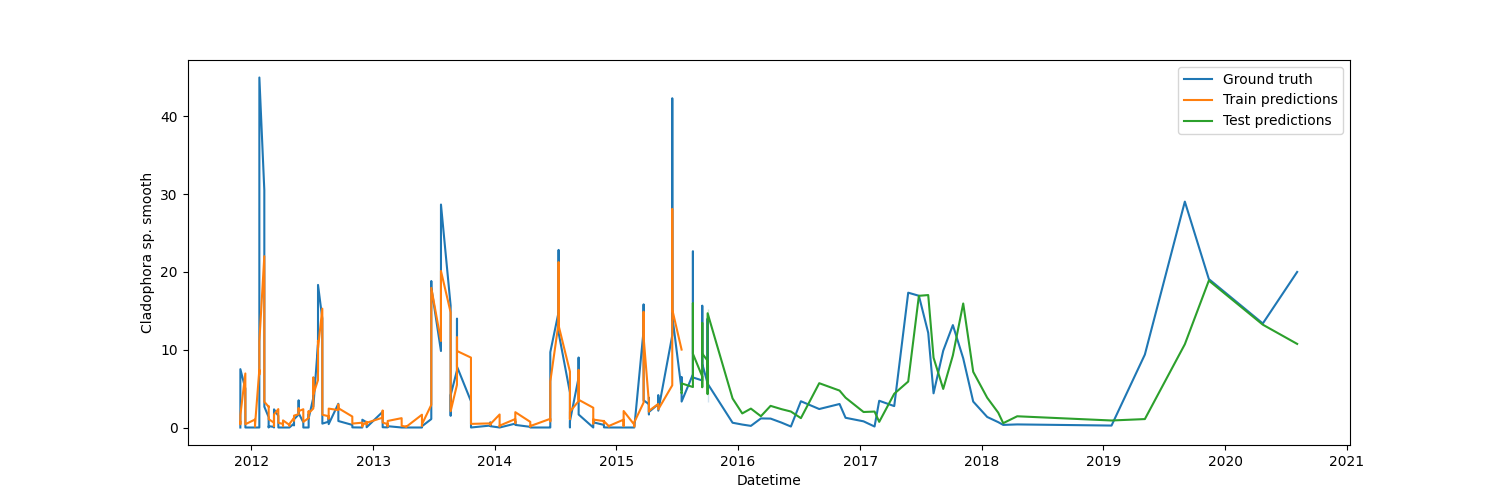 Ground truth
Train predictions
Test predictions
Cladophora sp. smooth
40
30
20
10
0
2012 2013 2014 2015 2016 2017 2018 2019 2020 2021
Datetime